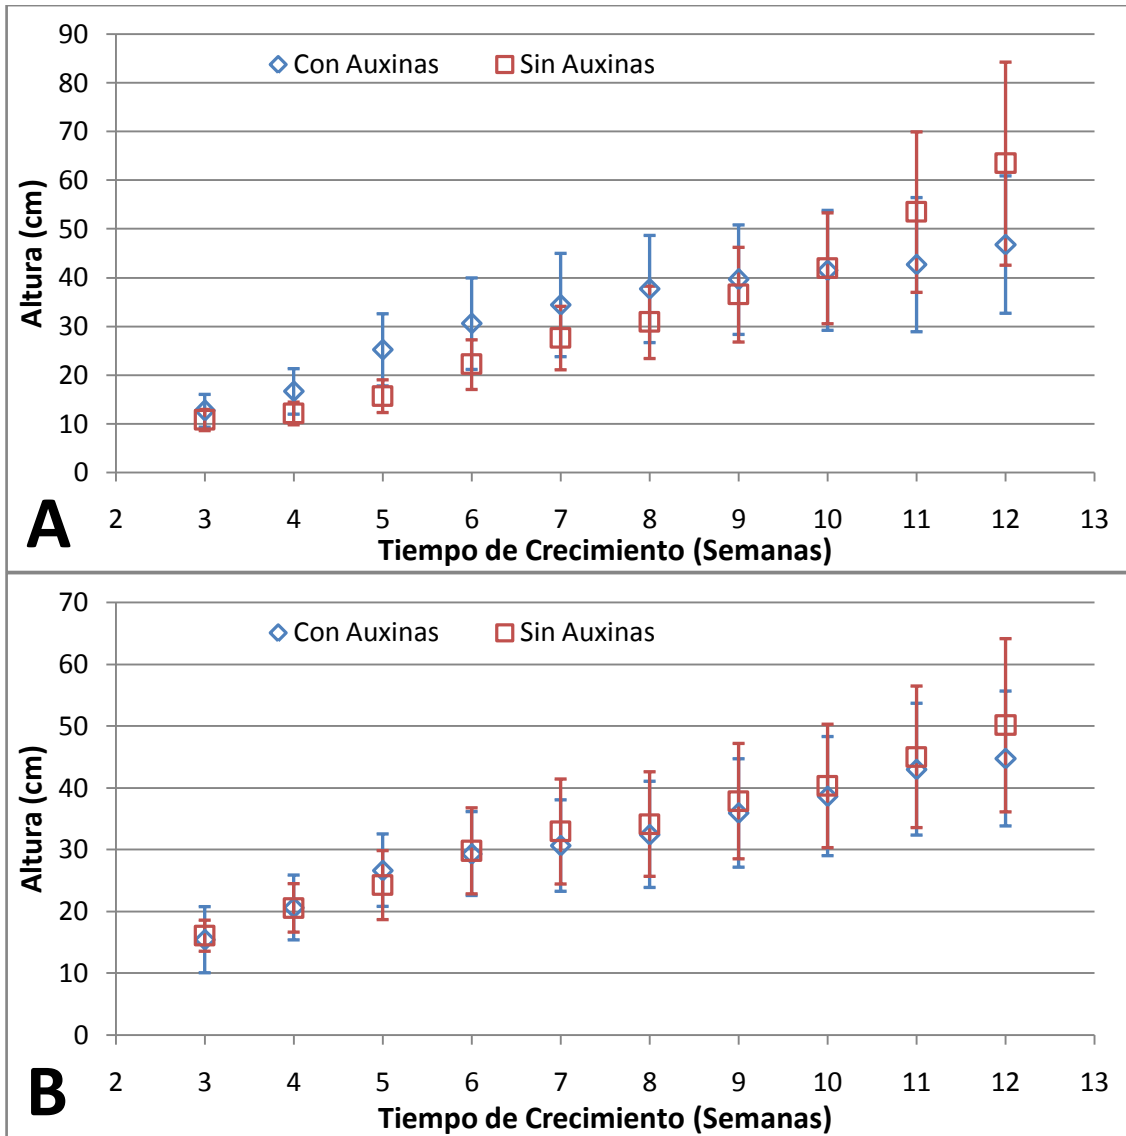 90
Con Auxinas
Sin Auxinas
80
70
60
50
40
30
20
10
0
Altura (cm)
2 3 4 5 6 7 8 9 10 11 12 13
A
Tiempo de Crecimiento (Semanas)
70
Con Auxinas
Sin Auxinas
60
50
40
30
20
10
0
Altura (cm)
2 3 4 5 6 7 8 9 10 11 12 13
B
Tiempo de Crecimiento (Semanas)